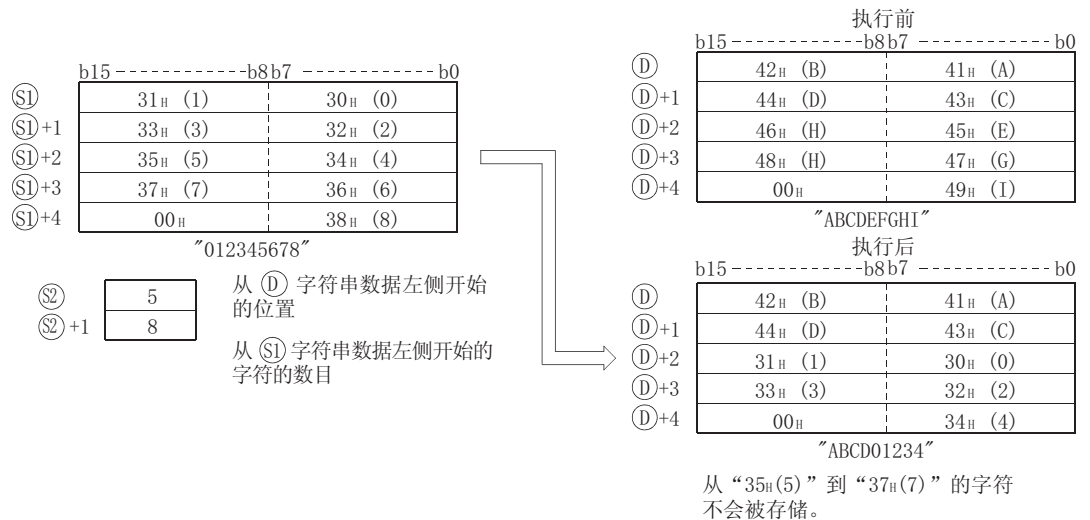 b15 b8 b7 b0
S1 31H (1) 30H (0)
S1+1 33H (3) 32H (2)
S1+2 35H (5) 34H (4)
S1+3 37H (7) 36H (6)
S1+4 00H 38H (8)
"012345678"
S2 5
S2+1 8
从 D 字符串数据左侧开始
的位置
从 S1 字符串数据左侧开始的
字符的数目
执行前
b15 b8 b7 b0
D 42H (B) 41H (A)
D+1 44H (D) 43H (C)
D+2 46H (H) 45H (E)
D+3 48H (H) 47H (G)
D+4 00H 49H (I)
"ABCDEFGHI"
执行后
b15 b8 b7 b0
D 42H (B) 41H (A)
D+1 44H (D) 43H (C)
D+2 31H (1) 30H (0)
D+3 33H (3) 32H (2)
D+4 00H 34H (4)
"ABCD01234"
从“35H(5)”到“37H(7)”的字符
不会被存储。